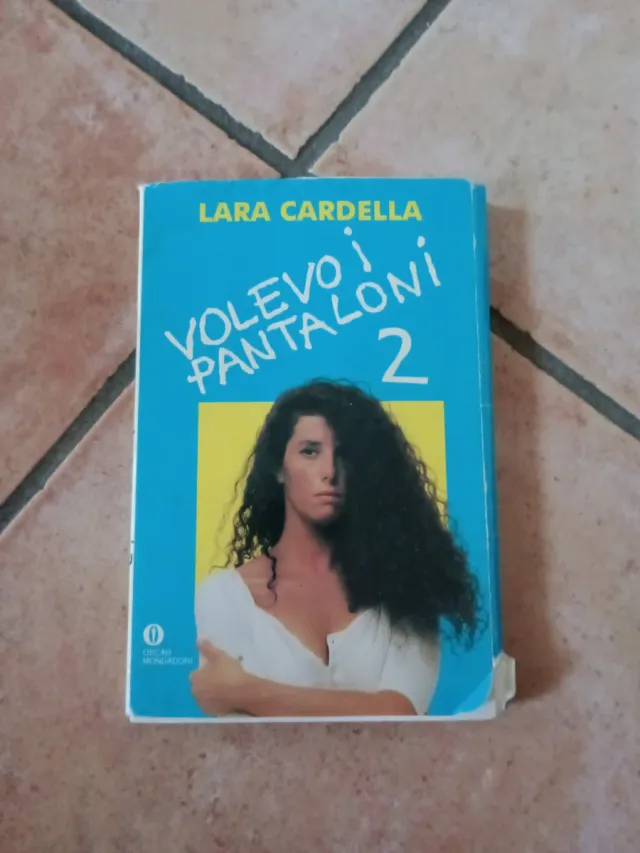 LARA CARDELLA
VOLEVO i
PANTALONI
2
OSCAR
MONDADORI